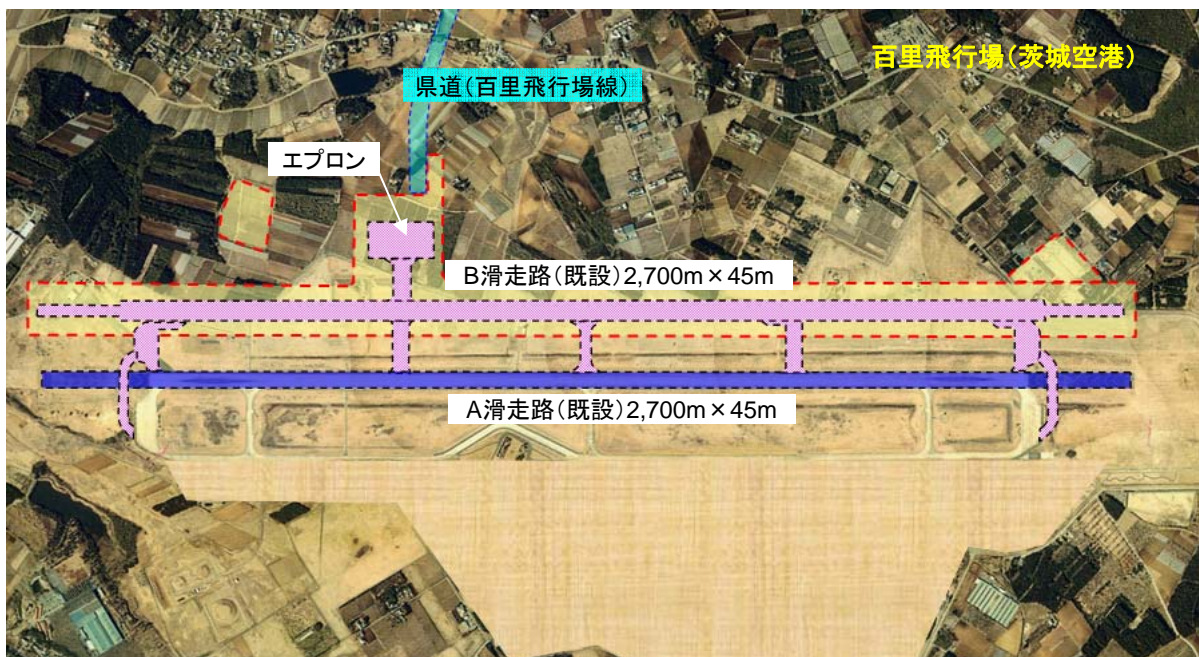 百里飛行場(茨城空港)
県道(百里飛行場線)
エプロン
B滑走路(既設)2,700m×45m
A滑走路(既設)2,700m×45m